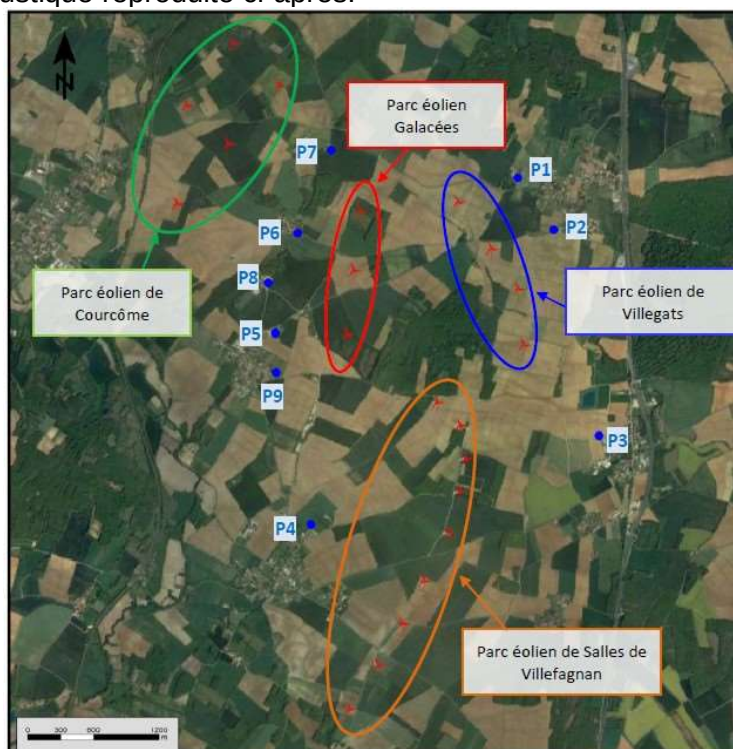 ustique reproduite ci-après.
N
Parc éolien
Galacées
P7
P1
P6
P2
P8
Parc éolien de
Courcôme
Parc éolien de
Villegats
P5
P9
P3
P4
Parc éolien de Salles de
Villefagnan
0 300 600 1200
m